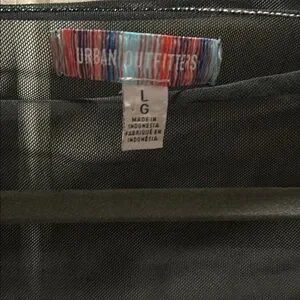 URBAN OUTFITTERS
L
G
MADE IN
INDONESIA
FABRIQUÉ EN
INDONÉSIE